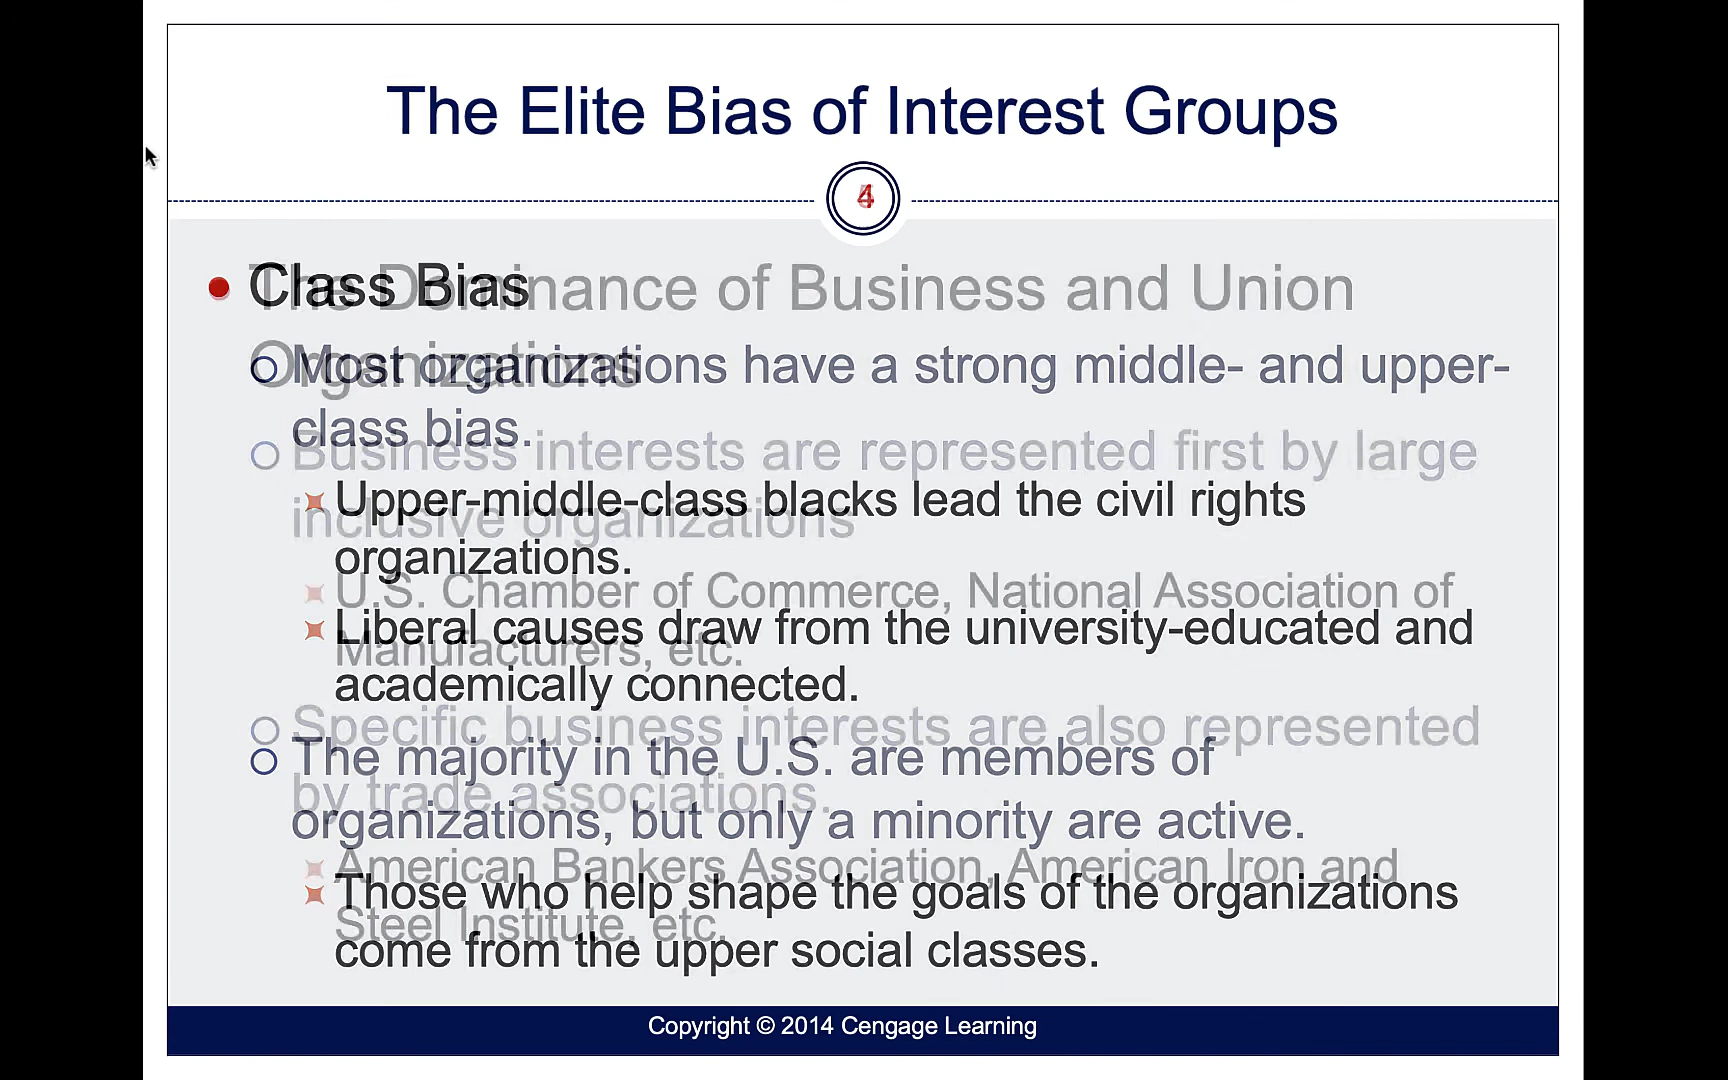 The Elite Bias of Interest Groups
4
Class Bias
Most organizations have a strong middle- and upper-
class bias.
Upper-middle-class blacks lead the civil rights
organizations.
Liberal causes draw from the university-educated and
academically connected.
The majority in the U.S. are members of
organizations, but only a minority are active.
Those who help shape the goals of the organizations
come from the upper social classes.
The Dominance of Business and Union
Organizations
Business interests are represented first by large
inclusive organizations
U.S. Chamber of Commerce, National Association of
Manufacturers, etc.
Specific business interests are also represented
by trade associations.
American Bankers Association, American Iron and
Steel Institute, etc.
Copyright © 2014 Cengage Learning